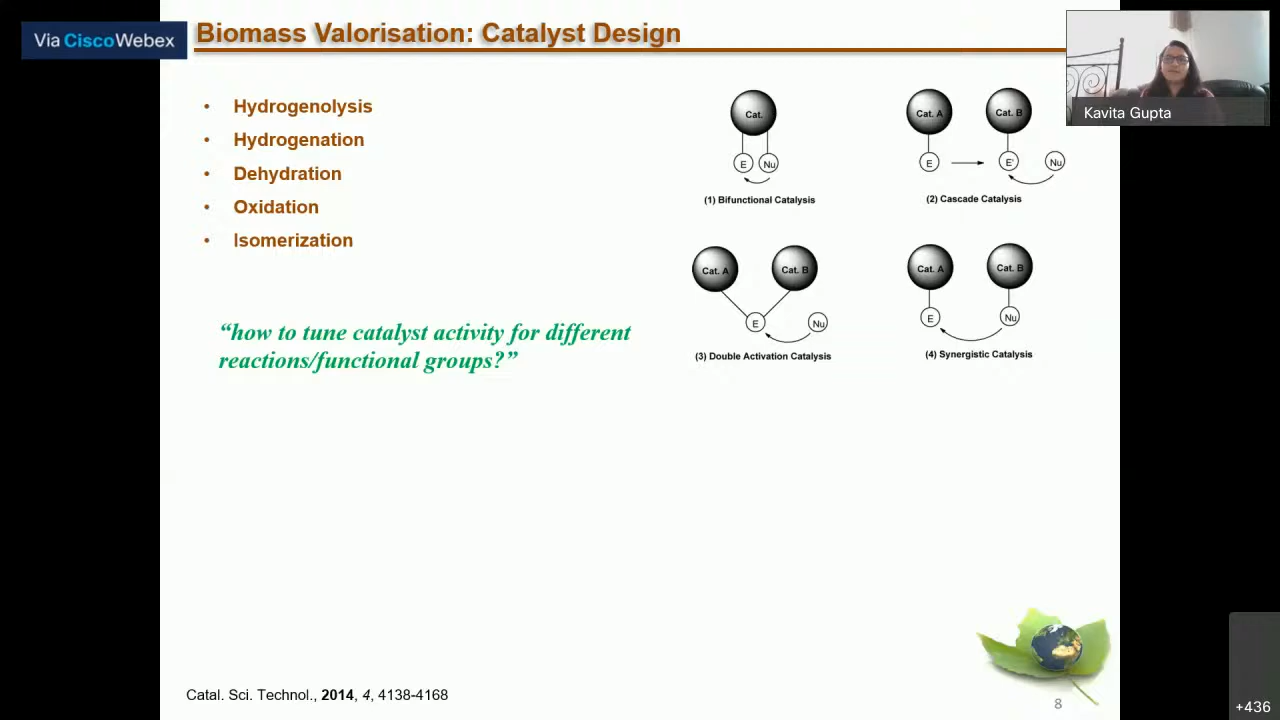 Via CiscoWebex
Biomass Valorisation: Catalyst Design
Kavita Gupta
• Hydrogenolysis
• Hydrogenation
• Dehydration
• Oxidation
• Isomerization
“how to tune catalyst activity for different
reactions/functional groups?”
Cat.
E Nu
(1) Bifunctional Catalysis
Cat. A Cat. B
E E' Nu
(2) Cascade Catalysis
Cat. A Cat. B
E Nu
(3) Double Activation Catalysis
Cat. A Cat. B
E Nu
(4) Synergistic Catalysis
Catal. Sci. Technol., 2014, 4, 4138-4168
8
+436